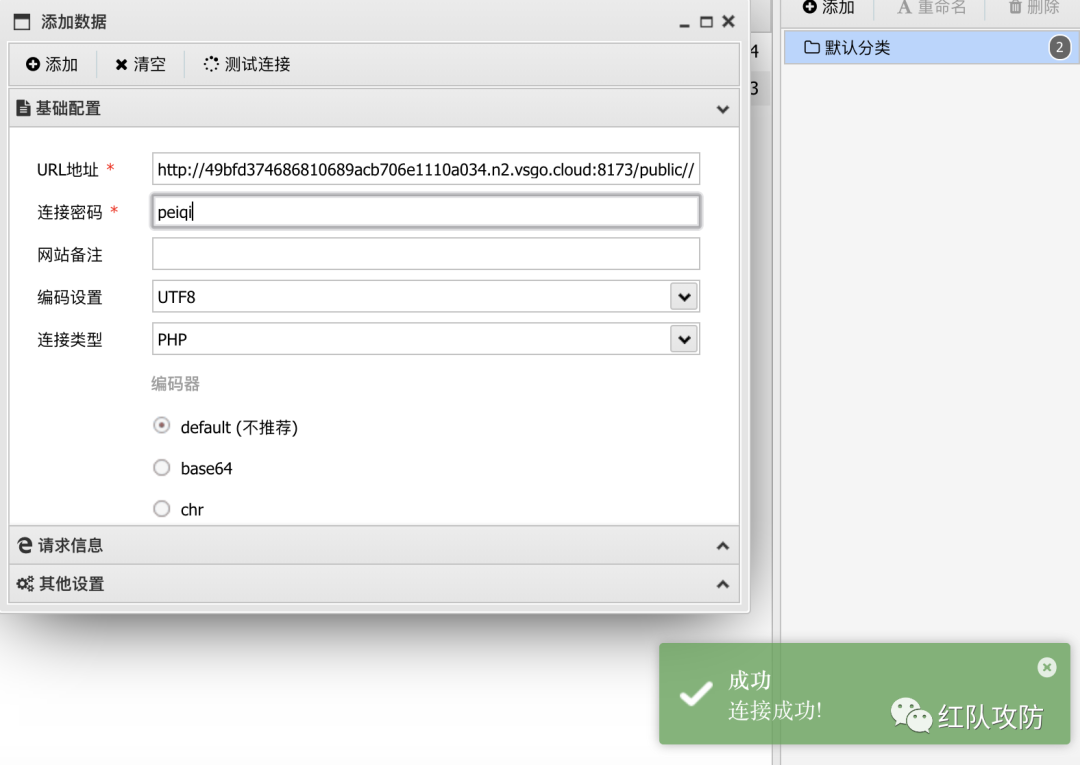 添加数据
添加 清空 测试连接
基础配置
URL地址 * http://49bfd374686810689acb706e1110a034.n2.vsgo.cloud:8173/public//
连接密码 * peiqi
网站备注
编码设置 UTF8
连接类型 PHP
编码器
default (不推荐)
base64
chr
请求信息
其他设置
4
3
添加 重命名 删除
默认分类 2
成功
连接成功!
红队攻防